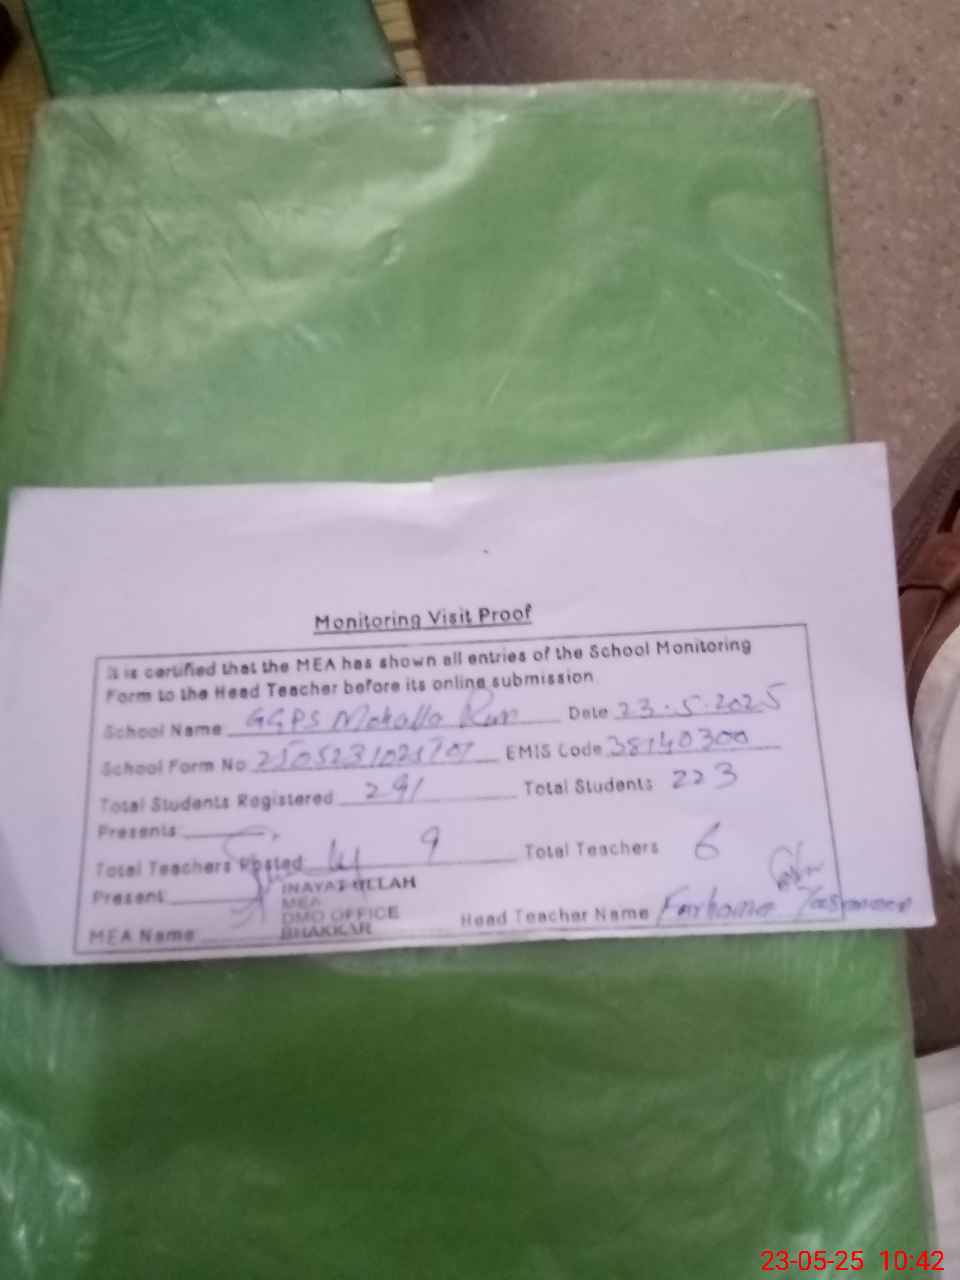 Monitoring Visit Proof
It is certified that the MEA has shown all entries of the School Monitoring
Form to the Head Teacher before its online submission
School Name GGPS Mohalla Date 23.5.2025
School Form No EMIS Code 38140300
Total Students Registered 291 Total Students 223
Presents:
Total Teachers Posted: 9 Total Teachers 6
Present:
INAYAT ULLAH
MEA
DMO OFFICE
BHAKKAR
MEA Name: Head Teacher Name Farhana Yasmeen
23-05-25 10:42